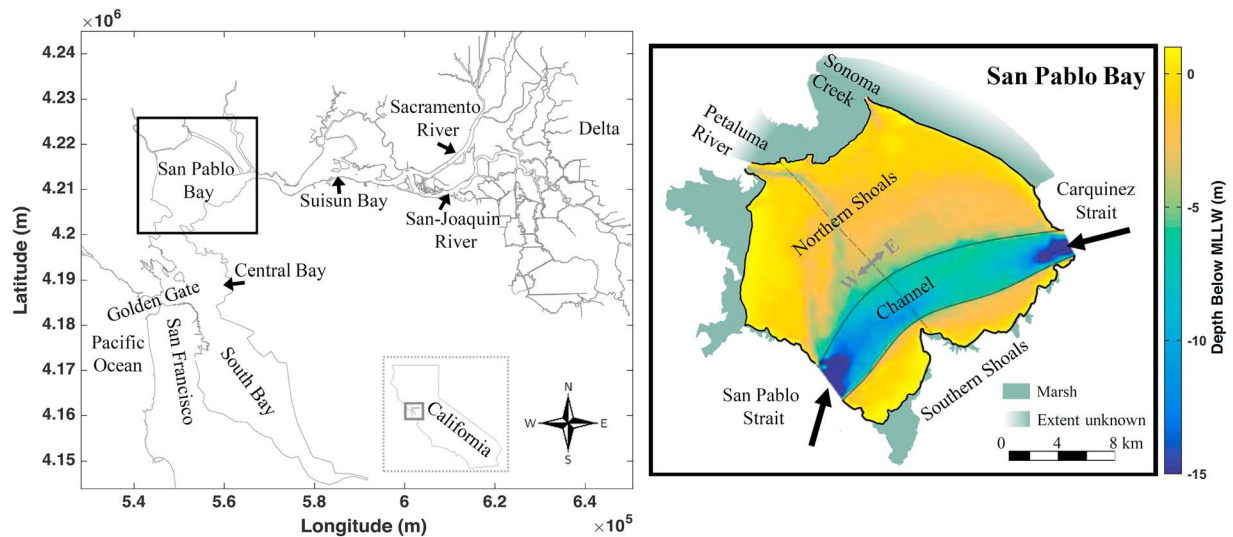 ×10⁶
4.244
4.233
4.222
4.211
4.2
4.19
4.18
4.17
4.16
4.15
Latitude (m)
5.4
5.6
5.8
6
6.2
6.4
Longitude (m)
×10⁵
Sacramento
River
Delta
San Pablo
Bay
Suisun Bay
San-Joaquin
River
Central Bay
Golden Gate
Pacific
Ocean
San Francisco
South Bay
California
N
W
E
S
San Pablo Bay
Sonoma
Creek
Petaluma
River
Northern Shoals
Carquinez
Strait
W
E
Channel
San Pablo
Strait
Southern Shoals
Marsh
Extent unknown
0
4
8 km
0
-5
-10
-15
Depth Below MLLW (m)